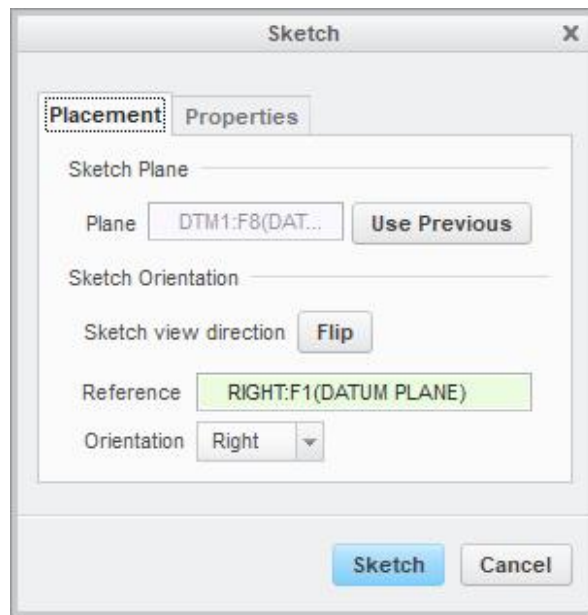 Sketch
Placement Properties
Sketch Plane
Plane DTM1:F8(DAT... Use Previous
Sketch Orientation
Sketch view direction Flip
Reference RIGHT:F1(DATUM PLANE)
Orientation Right
Sketch Cancel